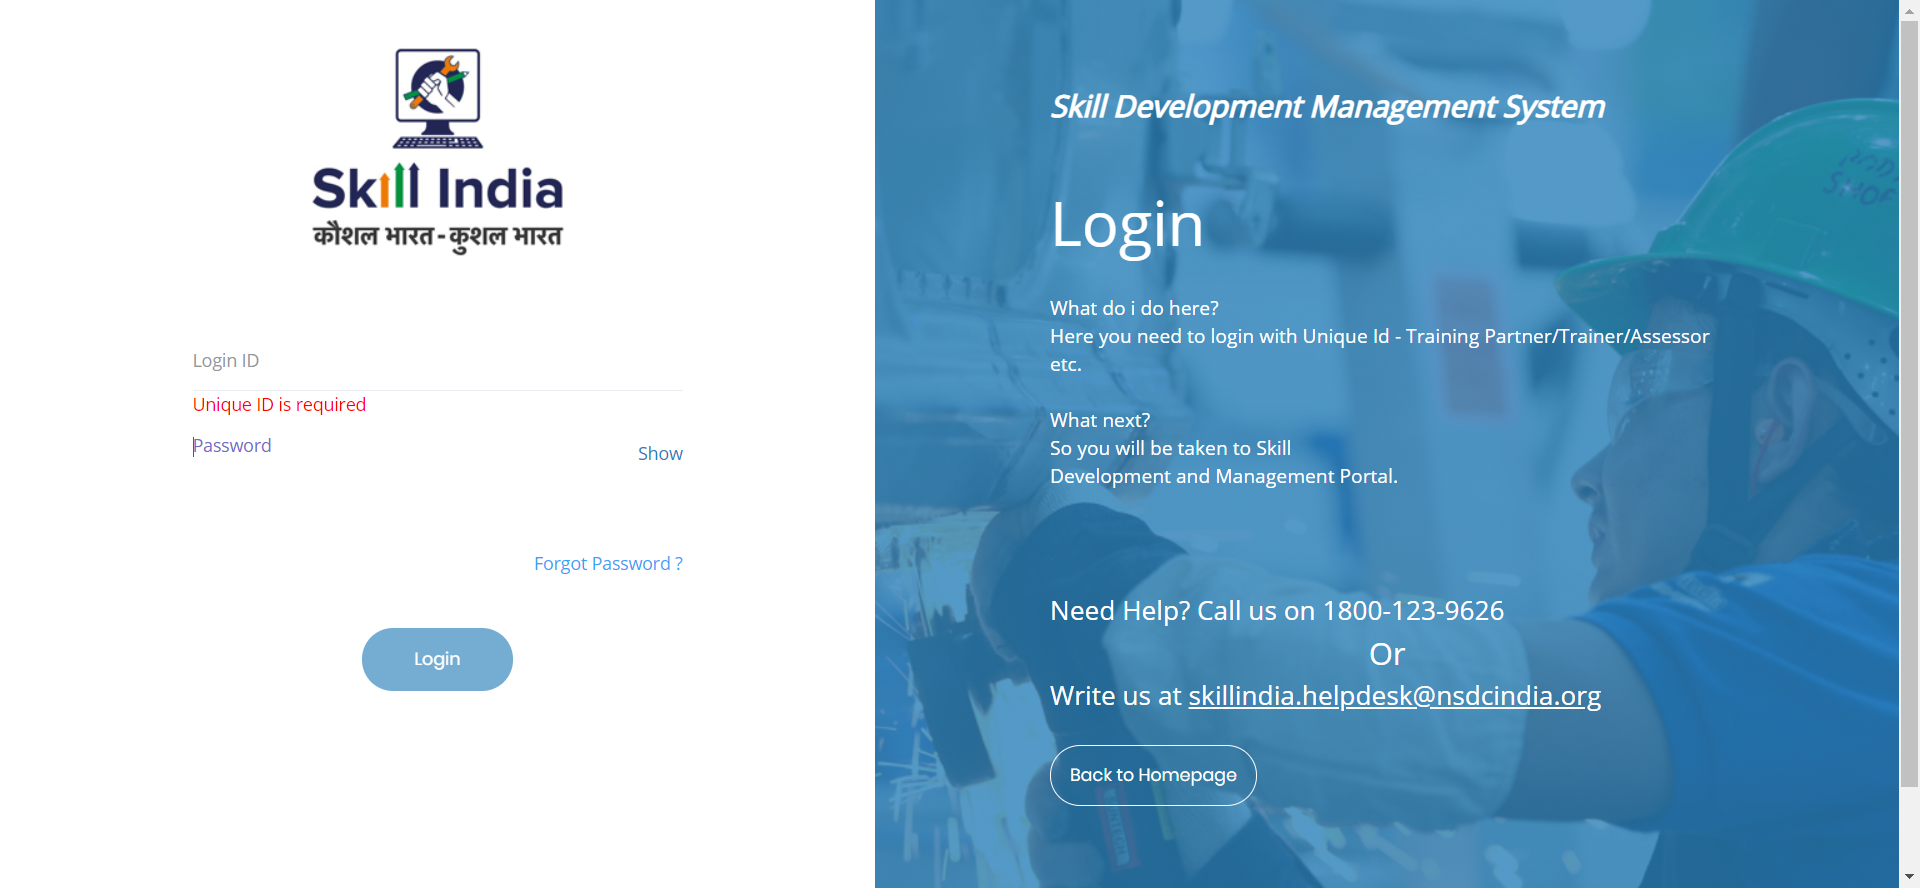 Skill India
कौशल भारत - कुशल भारत
Login ID
Unique ID is required
Password
Show
Forgot Password ?
Login
Skill Development Management System
Login
What do i do here?
Here you need to login with Unique Id - Training Partner/Trainer/Assessor
etc.
What next?
So you will be taken to Skill
Development and Management Portal.
Need Help? Call us on 1800-123-9626
Or
Write us at skillindia.helpdesk@nsdcindia.org
Back to Homepage